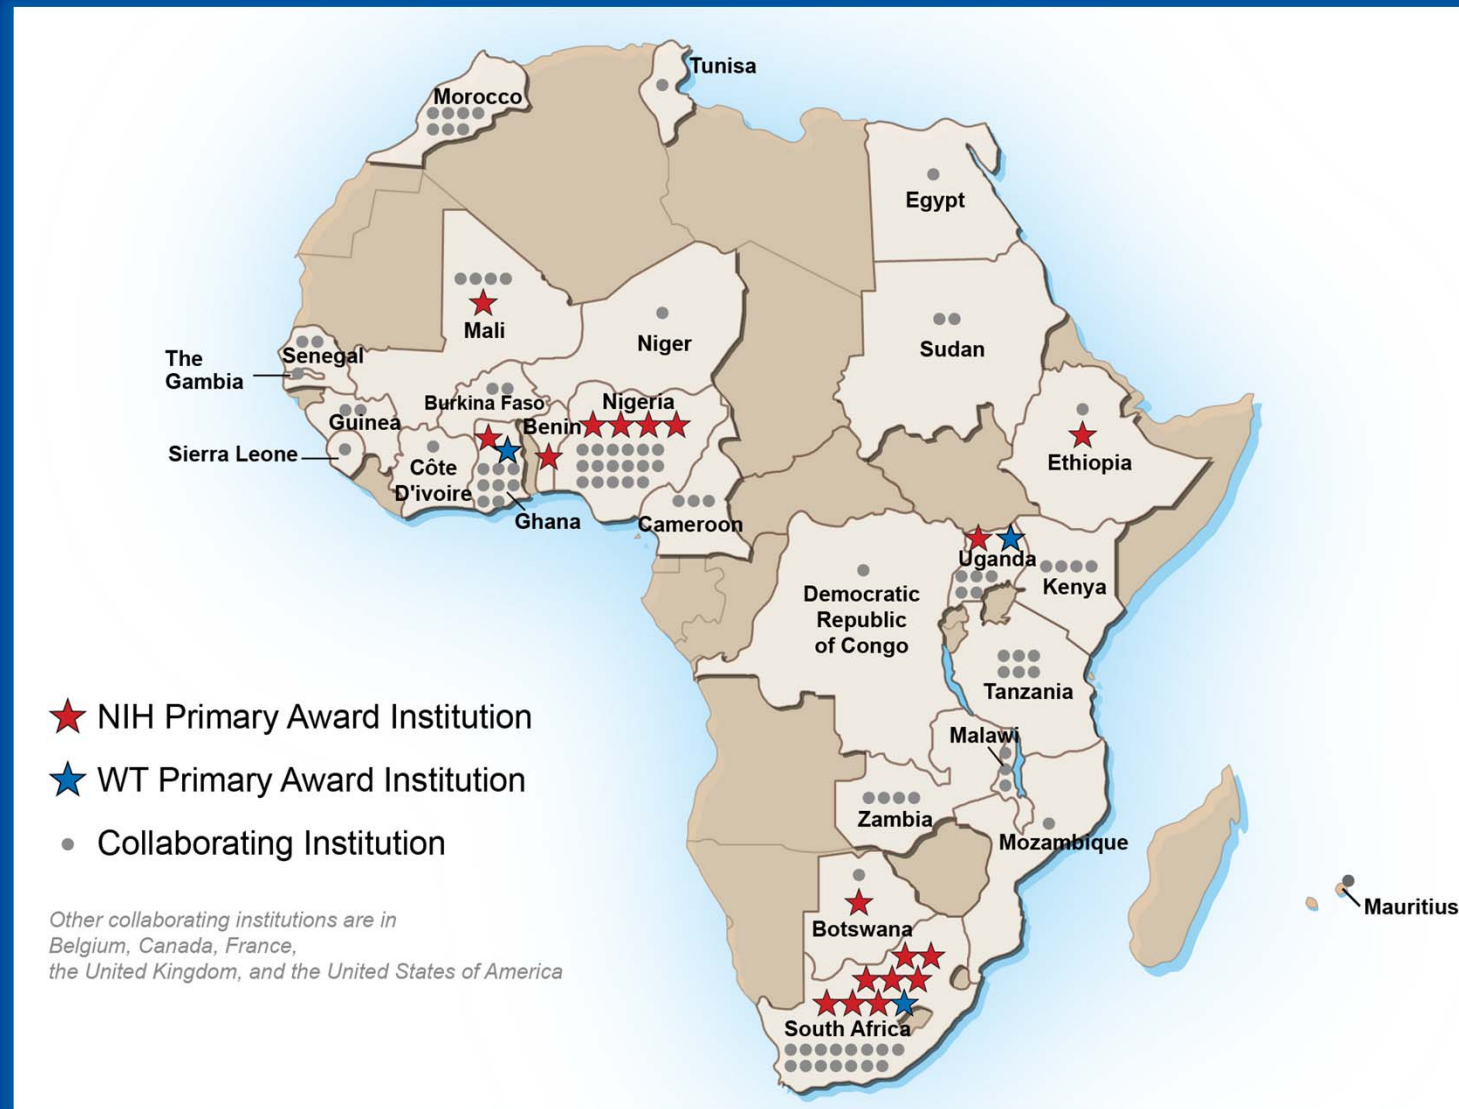 Tunisa
Morocco
Egypt
Mali
Niger
Sudan
Senegal
The
Gambia
Burkina Faso
Nigeria
Guinea
Benin
Sierra Leone
Côte
D'ivoire
Ethiopia
Ghana
Cameroon
Uganda
Kenya
Democratic
Republic
of Congo
Tanzania
Malawi
Zambia
Mozambique
Mauritius
Botswana
South Africa
NIH Primary Award Institution
WT Primary Award Institution
Collaborating Institution
Other collaborating institutions are in
Belgium, Canada, France,
the United Kingdom, and the United States of America